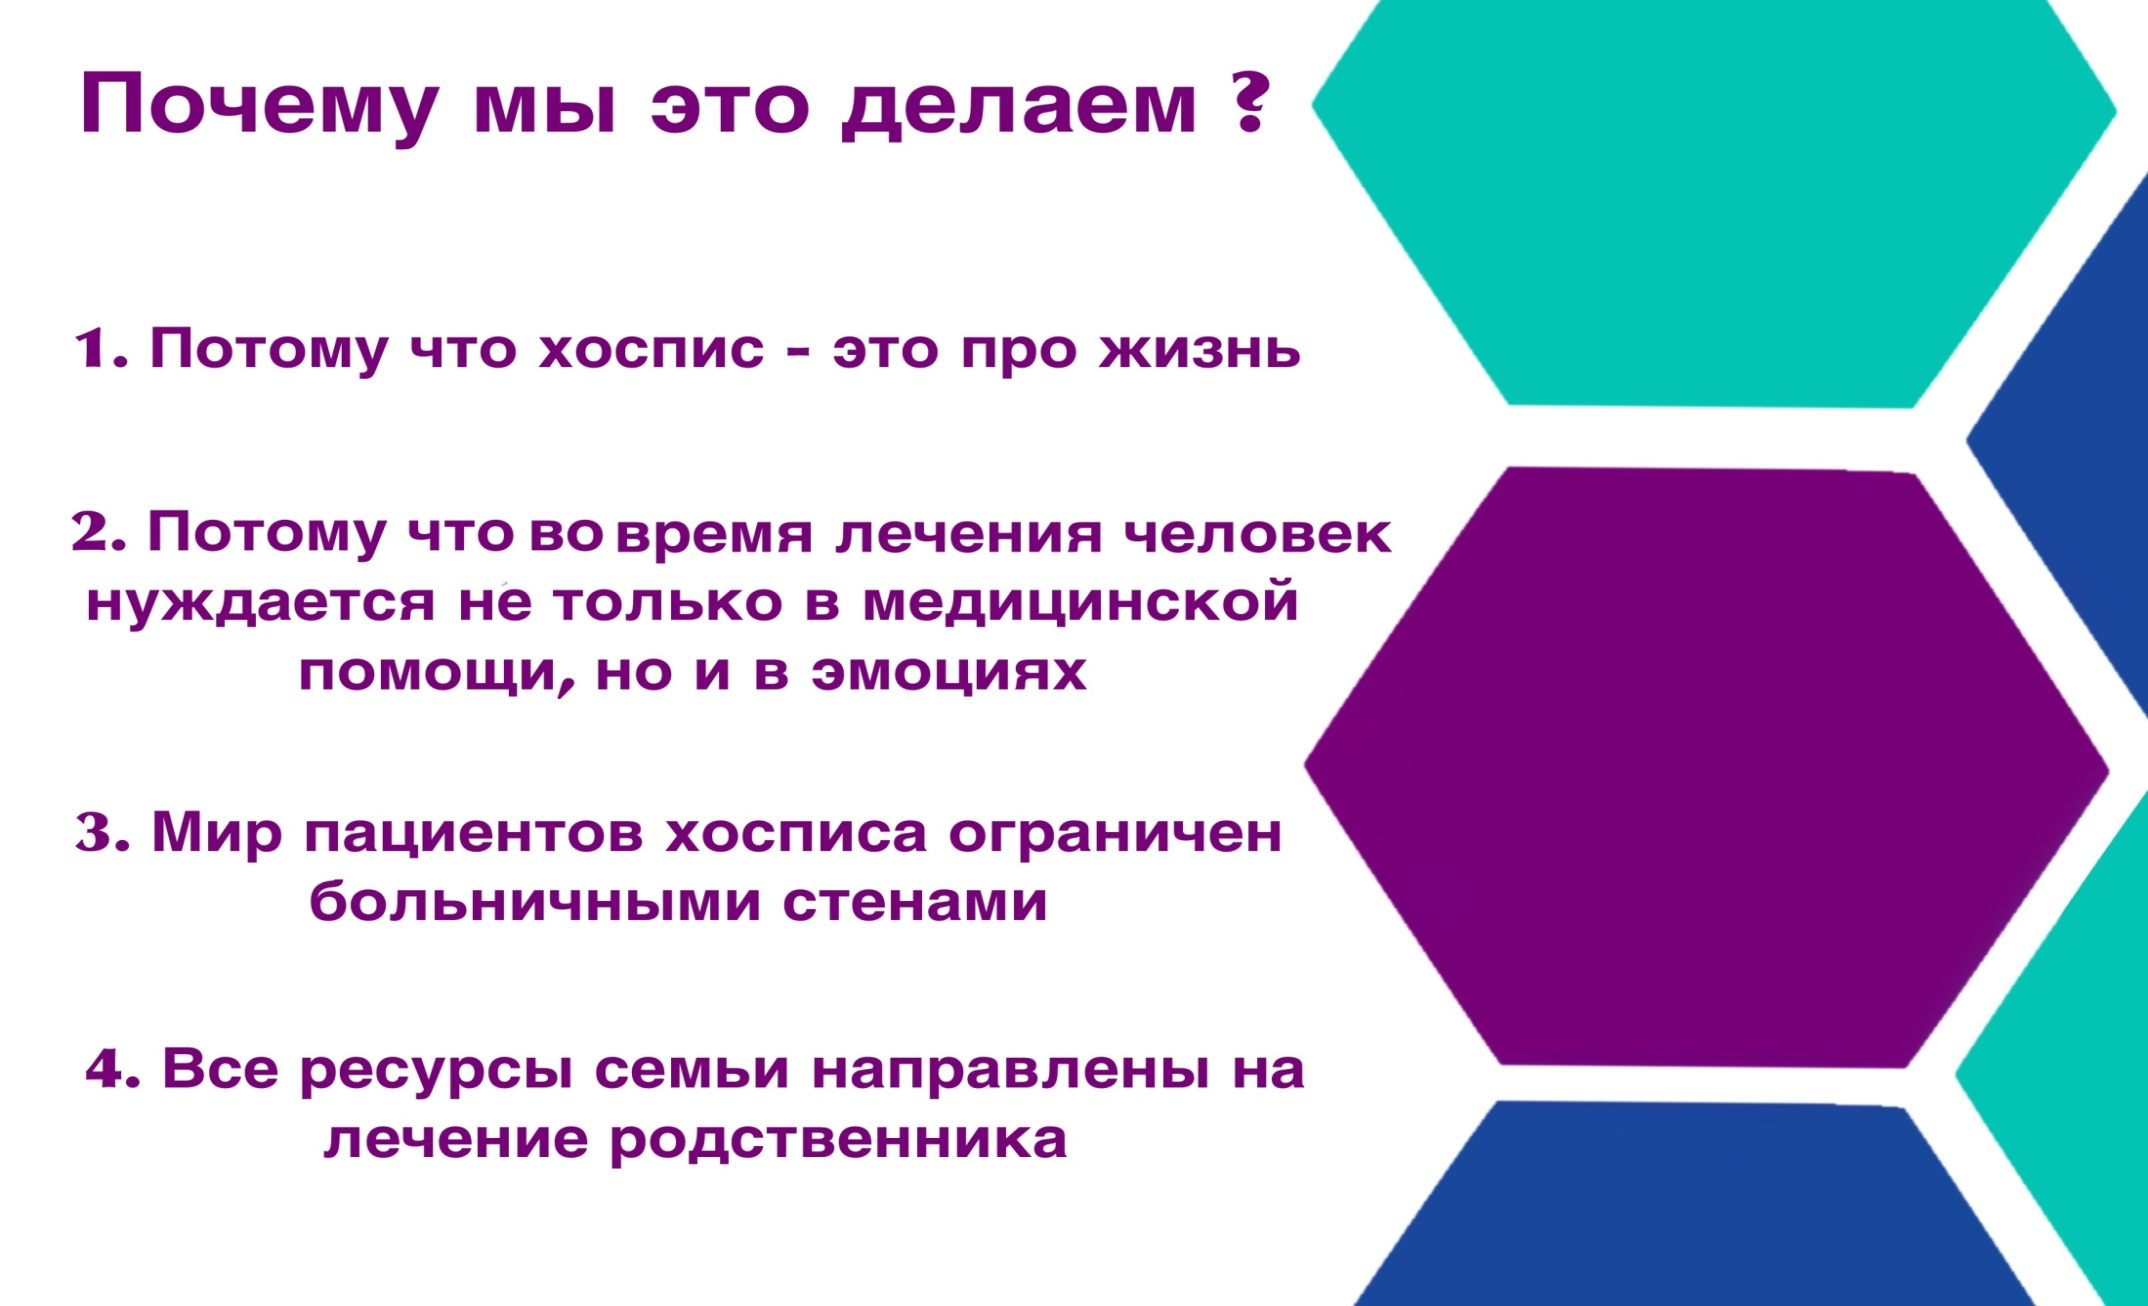 Почему мы это делаем ?
1. Потому что хоспис - это про жизнь
2. Потому что во время лечения человек
нуждается не только в медицинской
помощи, но и в эмоциях
3. Мир пациентов хосписа ограничен
больничными стенами
4. Все ресурсы семьи направлены на
лечение родственника